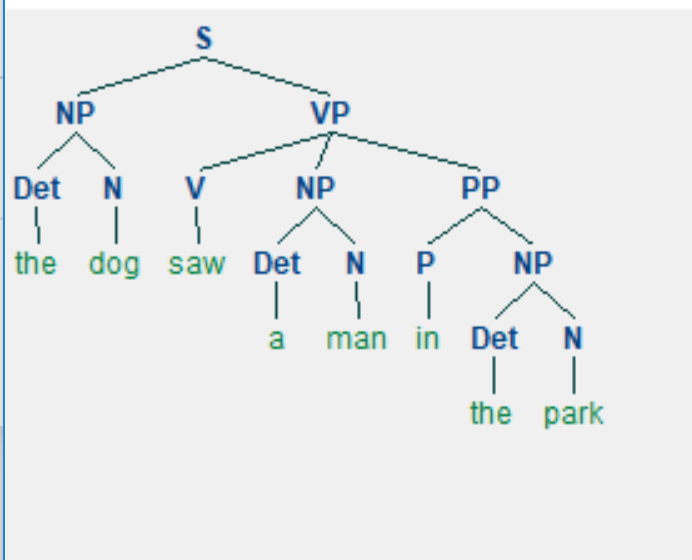 S
NP VP
Det N V NP PP
the dog saw Det N P NP
a man in Det N
the park